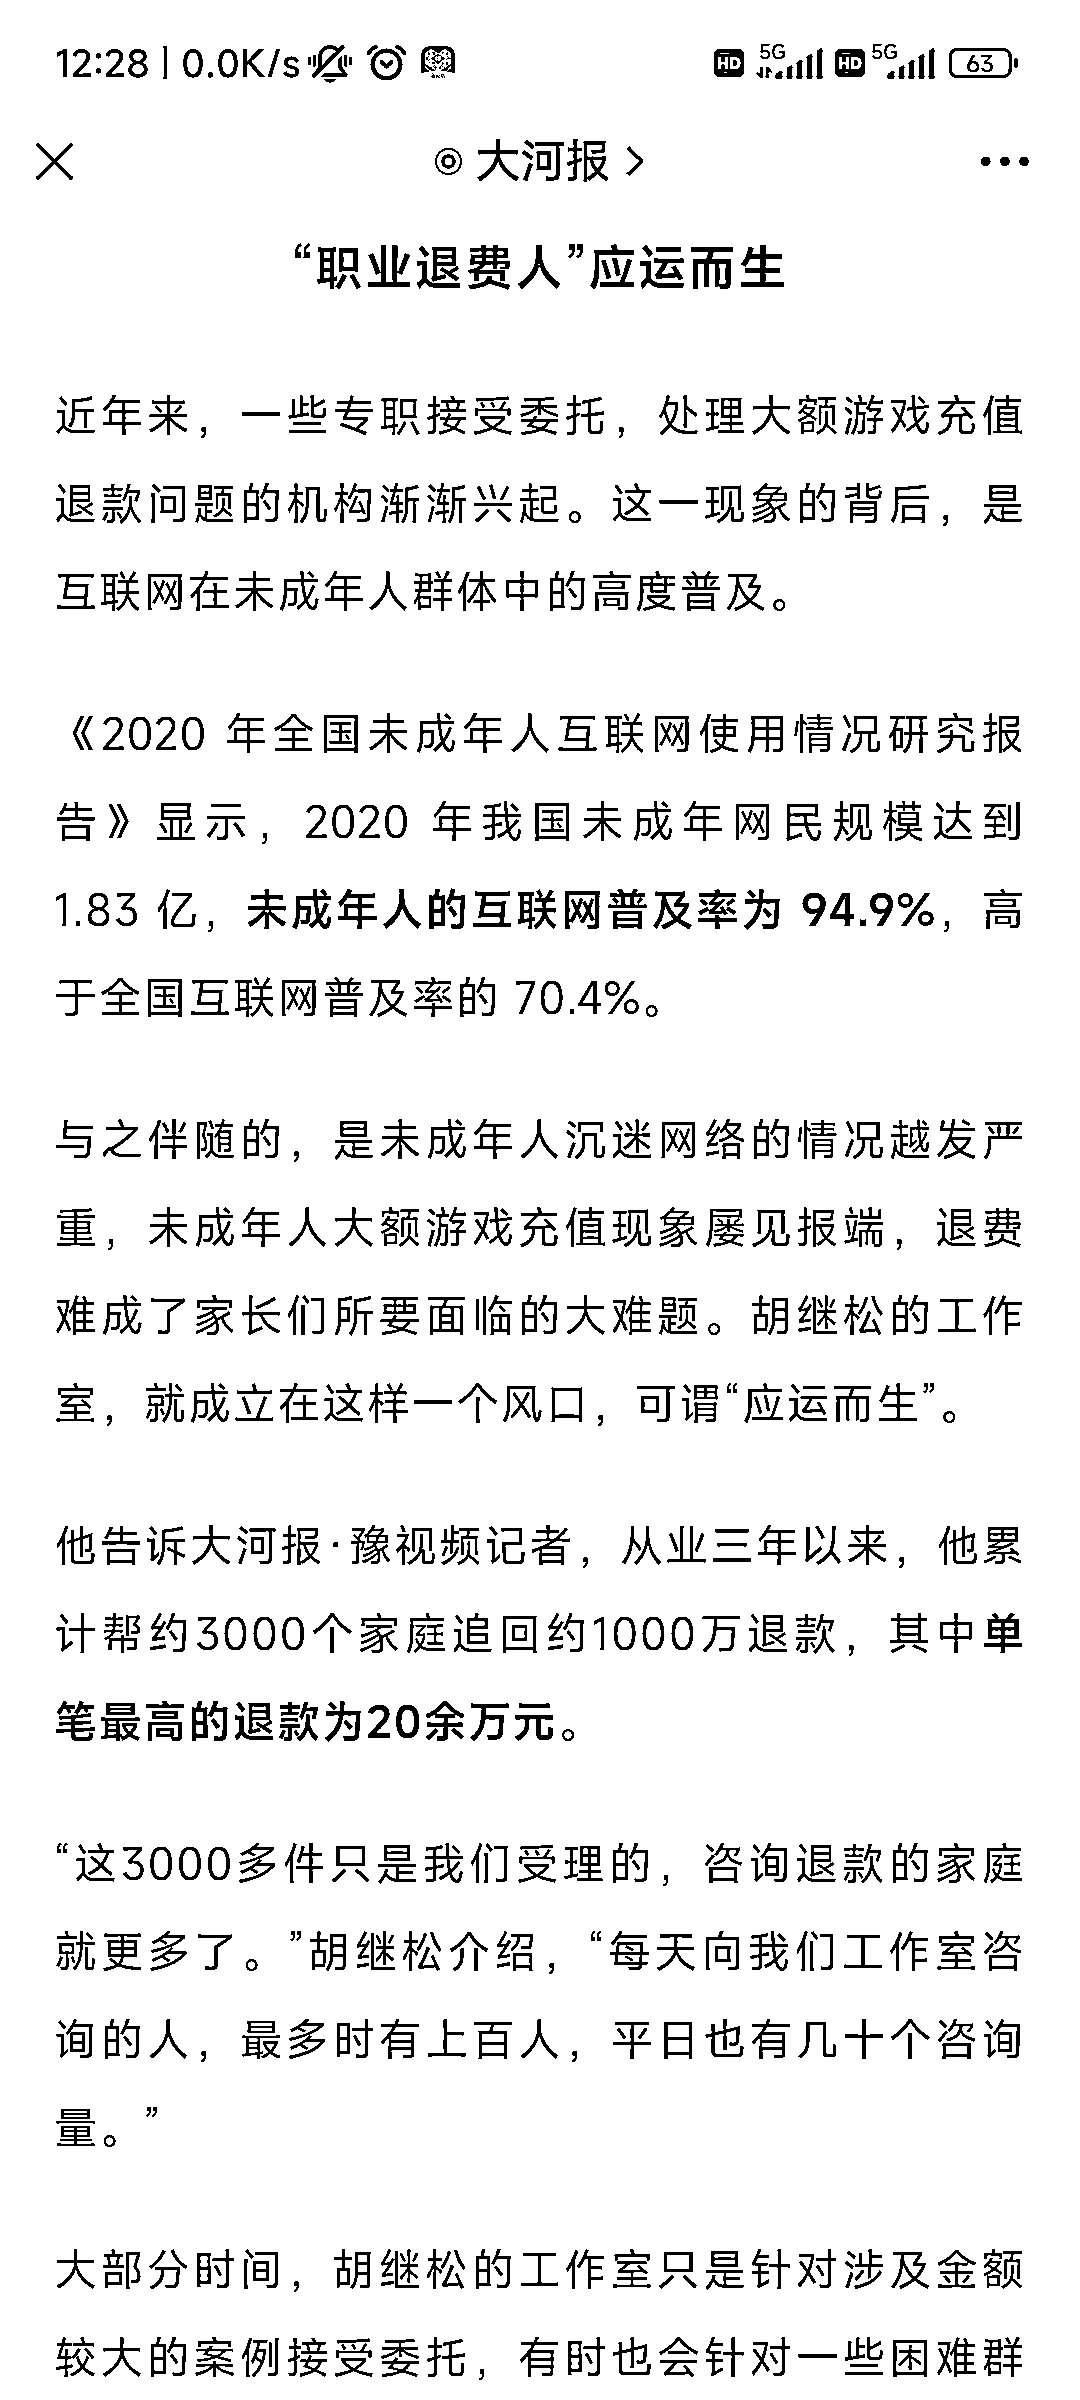 12:28 | 0.0K/s HD 5G HD 5G 63
大河报
“职业退费人”应运而生
近年来，一些专职接受委托，处理大额游戏充值
退款问题的机构渐渐兴起。这一现象的背后，是
互联网在未成年人群体中的高度普及。
《2020 年全国未成年人互联网使用情况研究报
告》显示，2020 年我国未成年网民规模达到
1.83 亿，未成年人的互联网普及率为 94.9%，高
于全国互联网普及率的 70.4%。
与之伴随的，是未成年人沉迷网络的情况越发严
重，未成年人大额游戏充值现象屡见报端，退费
难成了家长们所要面临的大难题。胡继松的工作
室，就成立在这样一个风口，可谓“应运而生”。
他告诉大河报·豫视频记者，从业三年以来，他累
计帮约3000个家庭追回约1000万退款，其中单
笔最高的退款为20余万元。
“这3000多件只是我们受理的，咨询退款的家庭
就更多了。”胡继松介绍，“每天向我们工作室咨
询的人，最多时有上百人，平日也有几十个咨询
量。”
大部分时间，胡继松的工作室只是针对涉及金额
较大的案例接受委托，有时也会针对一些困难群